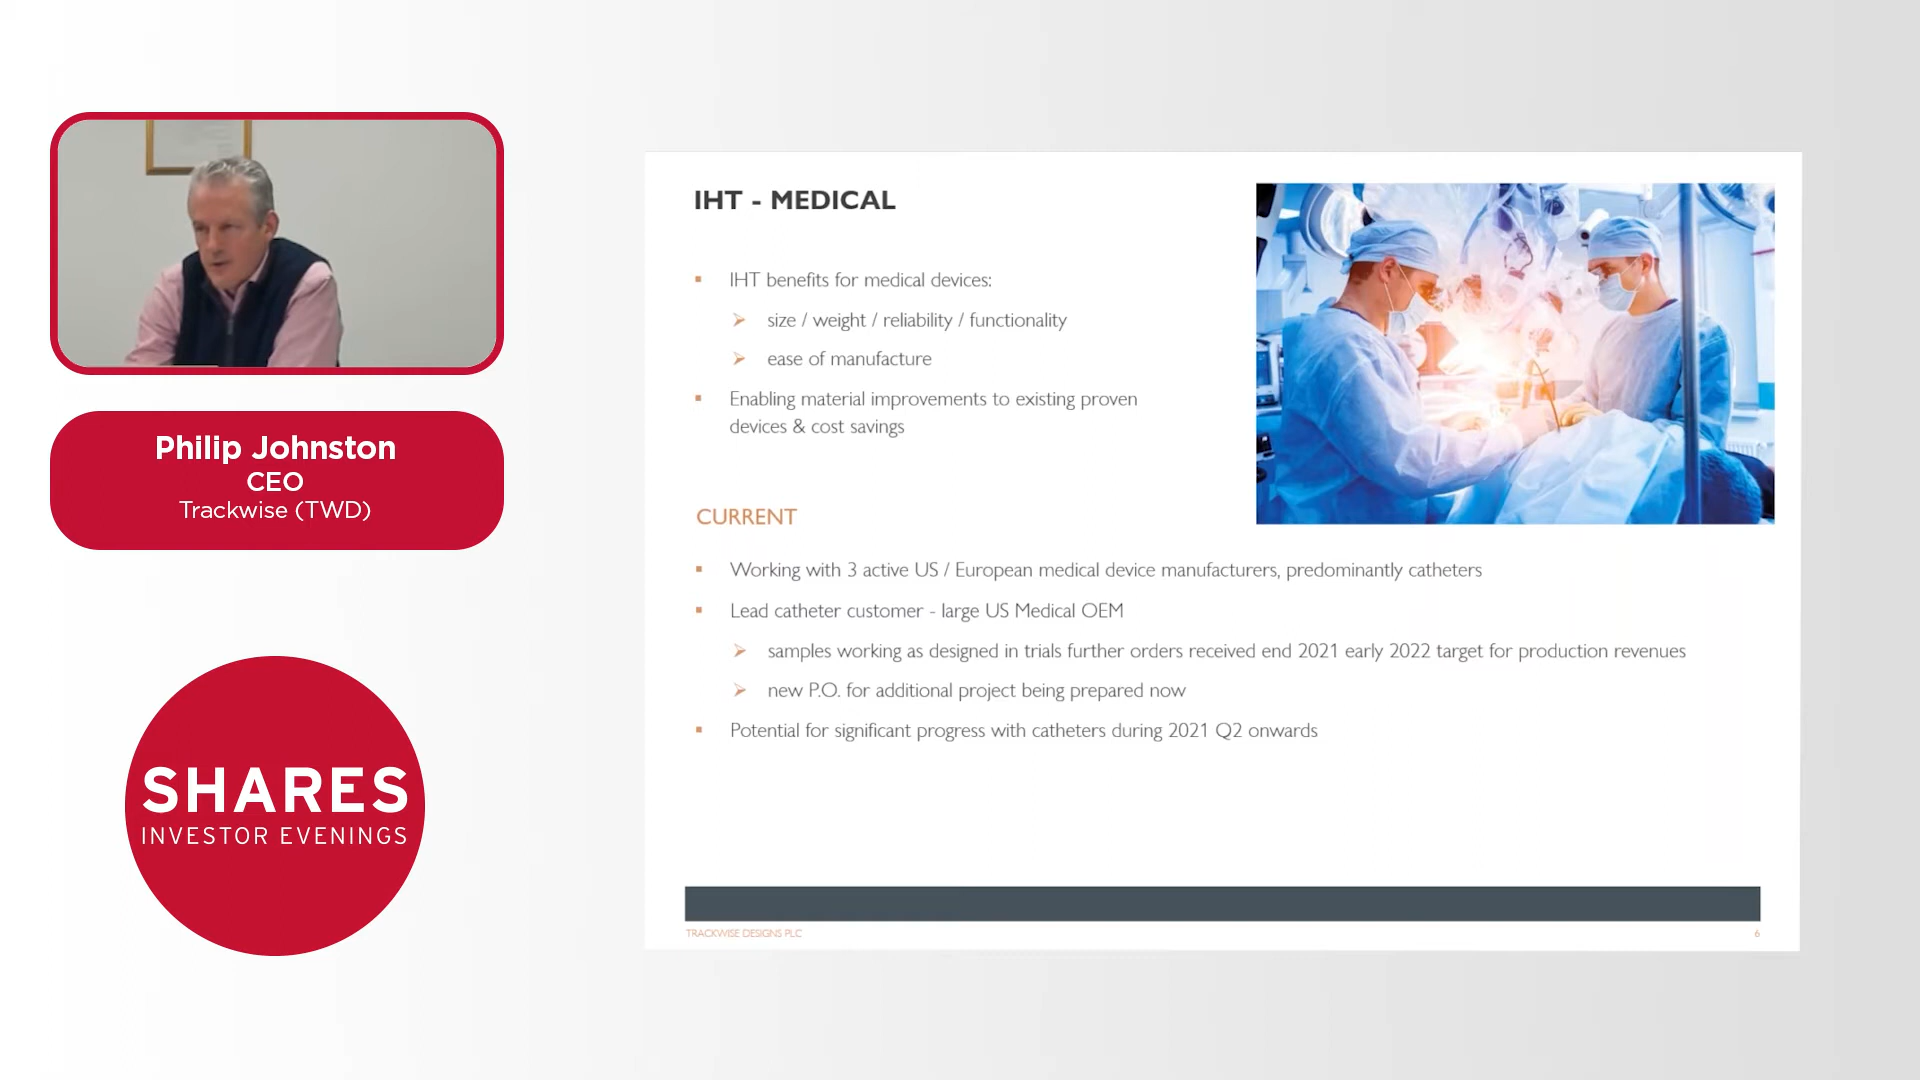 Philip Johnston
CEO
Trackwise (TWD)
SHARES
INVESTOR EVENINGS
IHT - MEDICAL
IHT benefits for medical devices:
size / weight / reliability / functionality
ease of manufacture
Enabling material improvements to existing proven
devices & cost savings
CURRENT
Working with 3 active US / European medical device manufacturers, predominantly catheters
Lead catheter customer - large US Medical OEM
samples working as designed in trials further orders received end 2021 early 2022 target for production revenues
new P.O. for additional project being prepared now
Potential for significant progress with catheters during 2021 Q2 onwards
TRACKWISE DESIGNS PLC
6